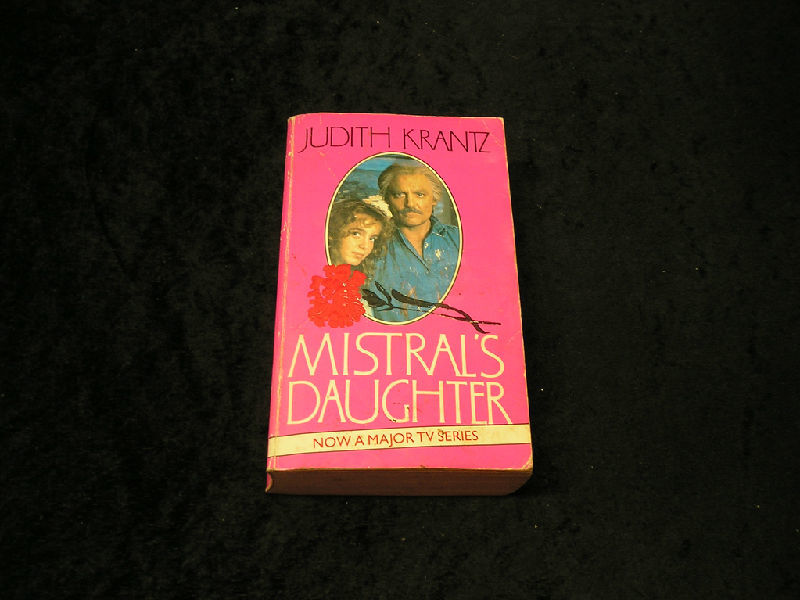 JUDITH KRANTZ
MISTRAL'S
DAUGHTER
NOW A MAJOR TV SERIES